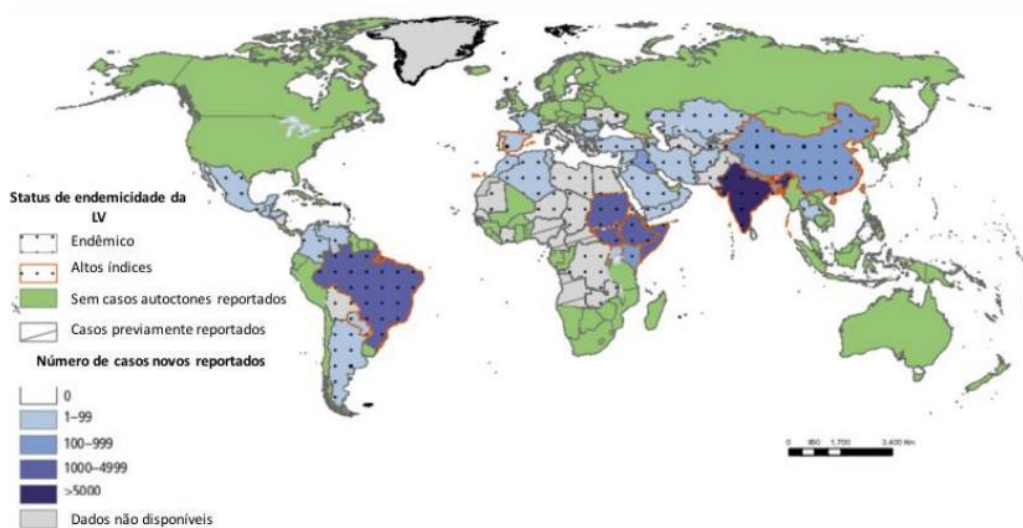 Status de endemicidade da
LV
Endêmico
Altos índices
Sem casos autoctones reportados
Casos previamente reportados
Número de casos novos reportados
0
1–99
100–999
1000–4999
>5000
Dados não disponíveis
0 850 1,700 3,400 Km